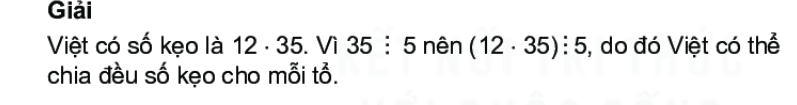 Giải
Việt có số kẹo là 12 · 35. Vì 35 ⋮ 5 nên (12 · 35)⋮5, do đó Việt có thể
chia đều số kẹo cho mỗi tổ.